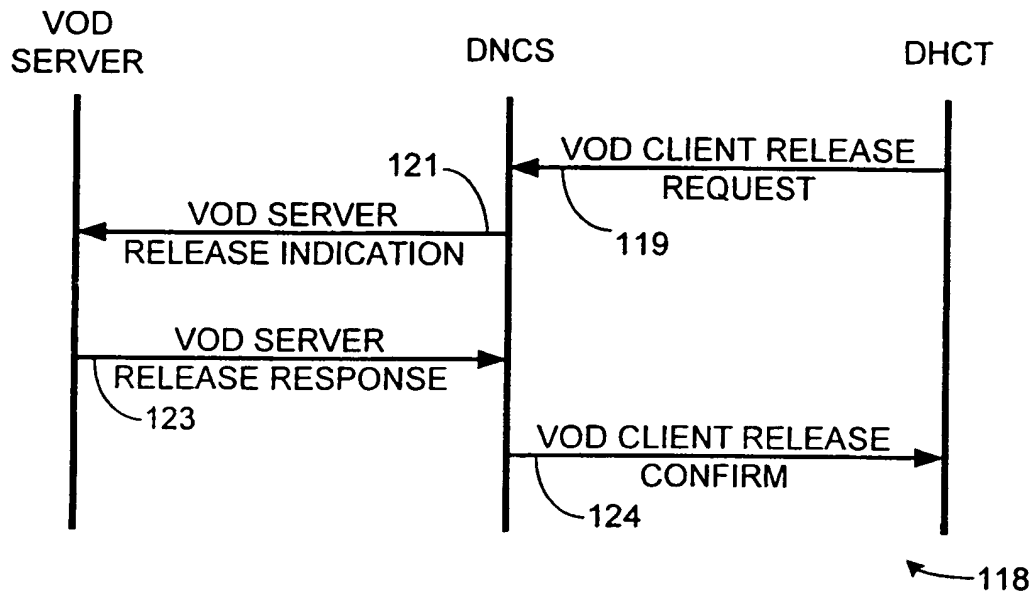 VOD
SERVER
DNCS
DHCT
VOD CLIENT RELEASE
REQUEST
119
121
VOD SERVER
RELEASE INDICATION
VOD SERVER
RELEASE RESPONSE
123
VOD CLIENT RELEASE
CONFIRM
124
118